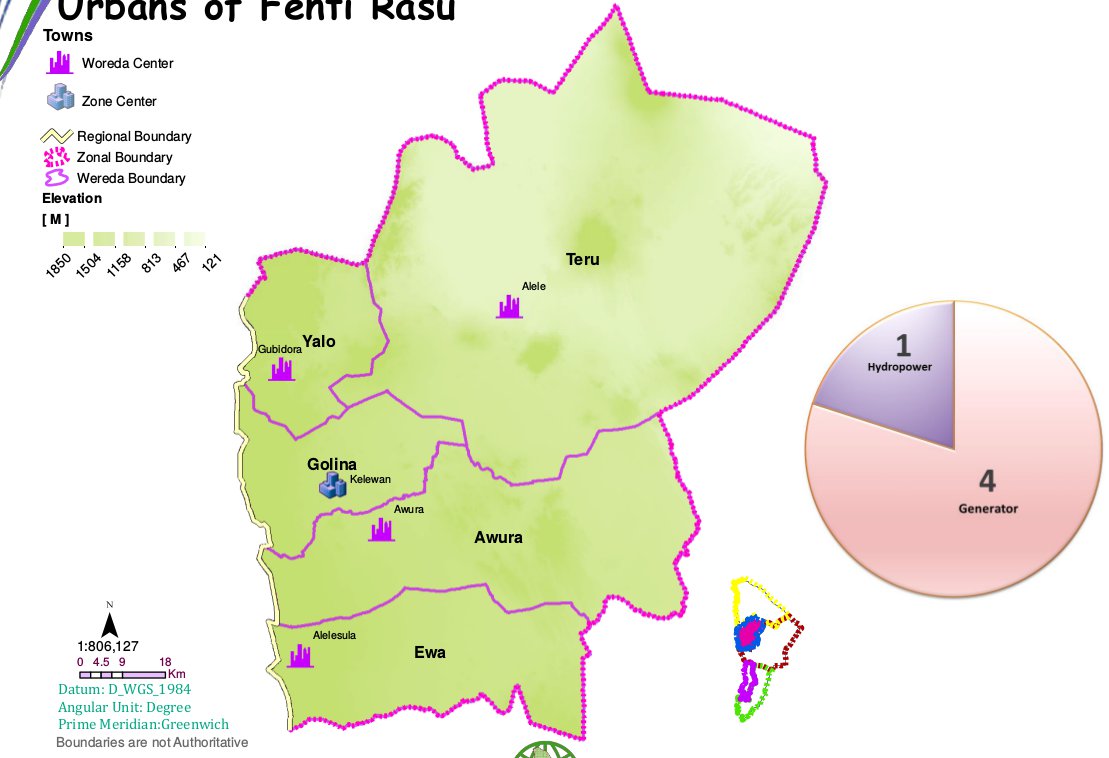 Urbans of Fenti Rasu
Towns
Woreda Center
Zone Center
Regional Boundary
Zonal Boundary
Wereda Boundary
Elevation
[ M ]
1850 1504 1158 813 467 121
Teru
Alele
Yalo
Gubidora
Golina
Kelewan
Awura
Awura
Alelesula
Ewa
1
Hydropower
4
Generator
N
1:806,127
0 4.5 9 18
Km
Datum: D_WGS_1984
Angular Unit: Degree
Prime Meridian:Greenwich
Boundaries are not Authoritative